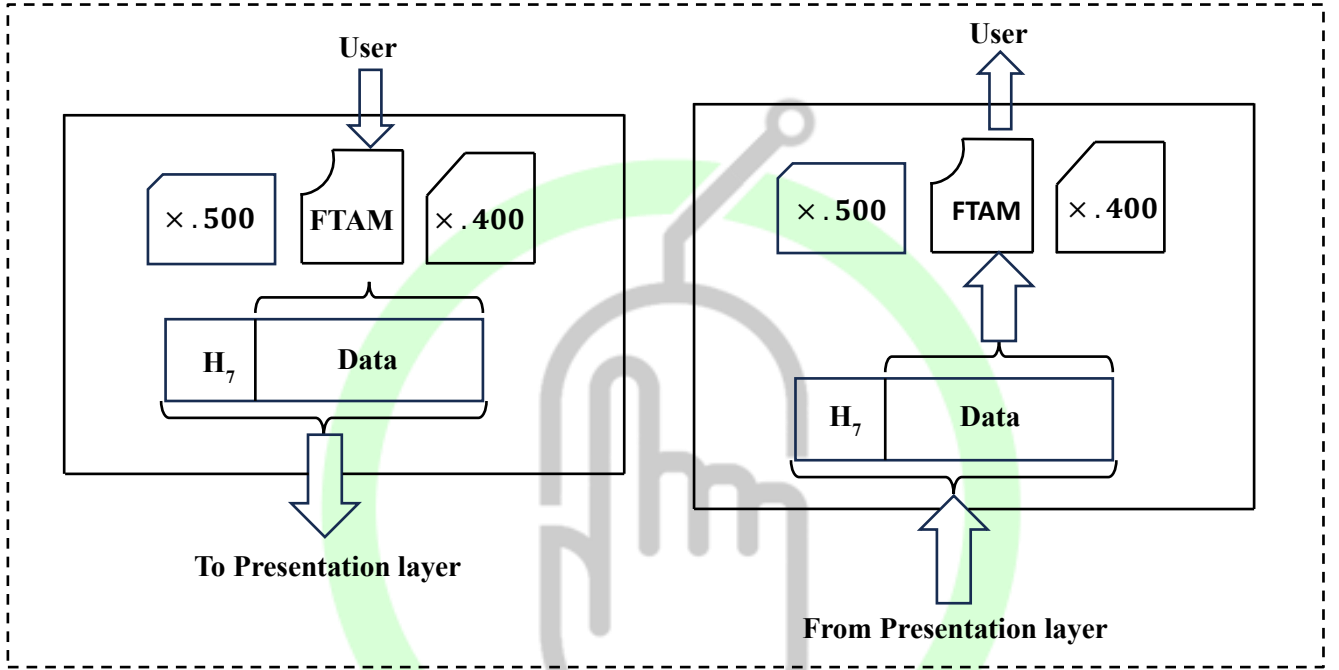 User
× .500
FTAM
× .400
H₇
Data
To Presentation layer
User
× .500
FTAM
× .400
H₇
Data
From Presentation layer